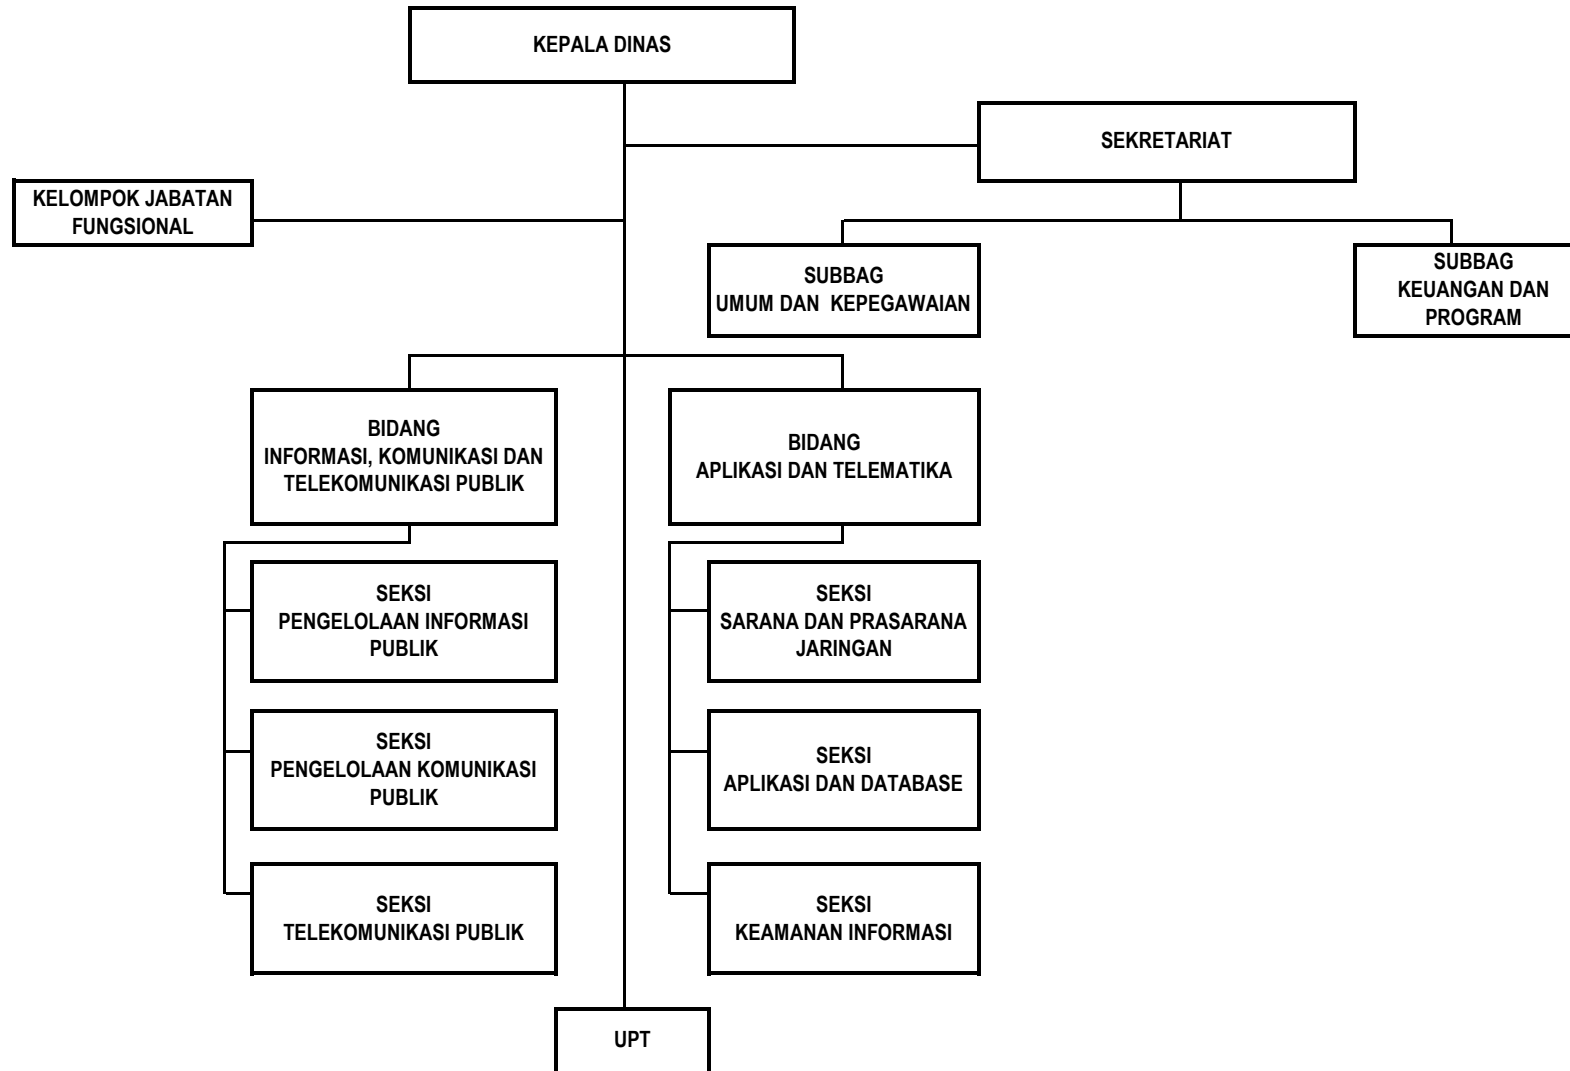 KEPALA DINAS
SEKRETARIAT
KELOMPOK JABATAN
FUNGSIONAL
SUBBAG
UMUM DAN  KEPEGAWAIAN
SUBBAG
KEUANGAN DAN
PROGRAM
BIDANG
INFORMASI, KOMUNIKASI DAN
TELEKOMUNIKASI PUBLIK
BIDANG
APLIKASI DAN TELEMATIKA
SEKSI
PENGELOLAAN INFORMASI
PUBLIK
SEKSI
SARANA DAN PRASARANA
JARINGAN
SEKSI
PENGELOLAAN KOMUNIKASI
PUBLIK
SEKSI
APLIKASI DAN DATABASE
SEKSI
TELEKOMUNIKASI PUBLIK
SEKSI
KEAMANAN INFORMASI
UPT